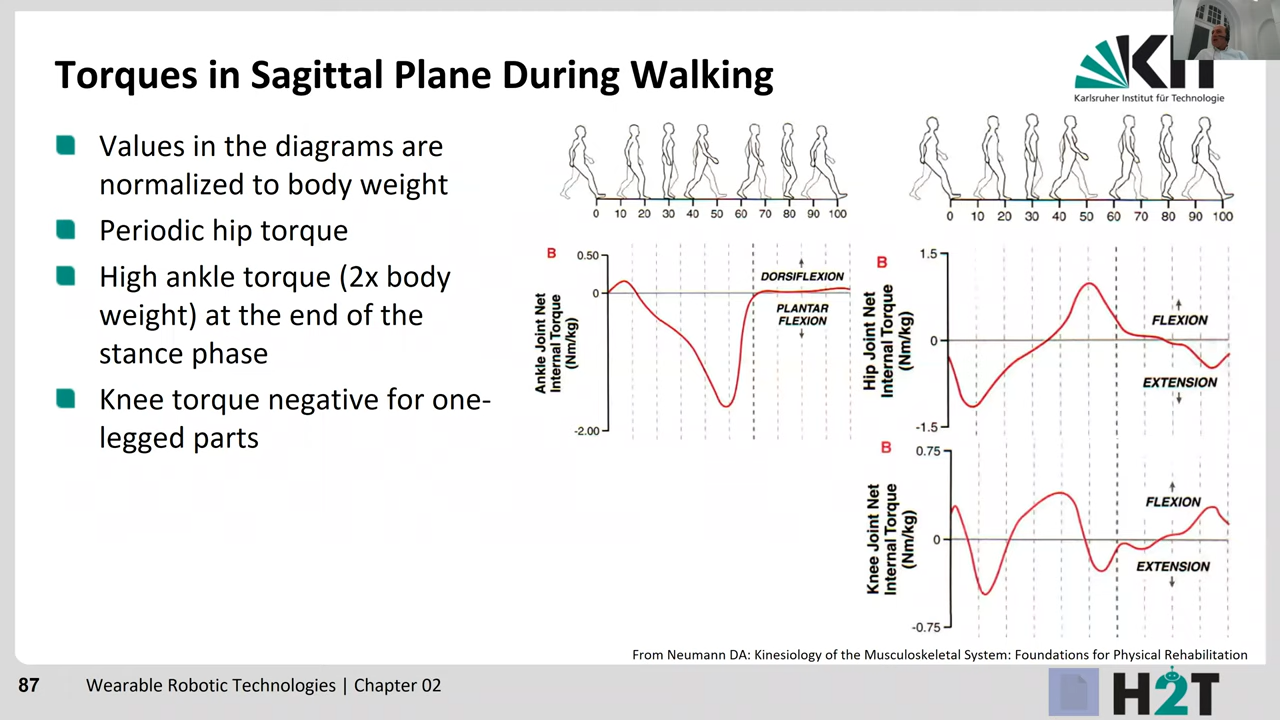 Torques in Sagittal Plane During Walking
KIT
Karlsruher Institut für Technologie
Values in the diagrams are
normalized to body weight
Periodic hip torque
High ankle torque (2x body
weight) at the end of the
stance phase
Knee torque negative for one-
legged parts
0 10 20 30 40 50 60 70 80 90 100
B
0.50
0
-2.00
Ankle Joint Net
Internal Torque
(Nm/kg)
DORSIFLEXION
PLANTAR
FLEXION
0 10 20 30 40 50 60 70 80 90 100
B
1.5
0
-1.5
Hip Joint Net
Internal Torque
(Nm/kg)
FLEXION
EXTENSION
B
0.75
0
-0.75
Knee Joint Net
Internal Torque
(Nm/kg)
FLEXION
EXTENSION
From Neumann DA: Kinesiology of the Musculoskeletal System: Foundations for Physical Rehabilitation
87 Wearable Robotic Technologies | Chapter 02
H2T